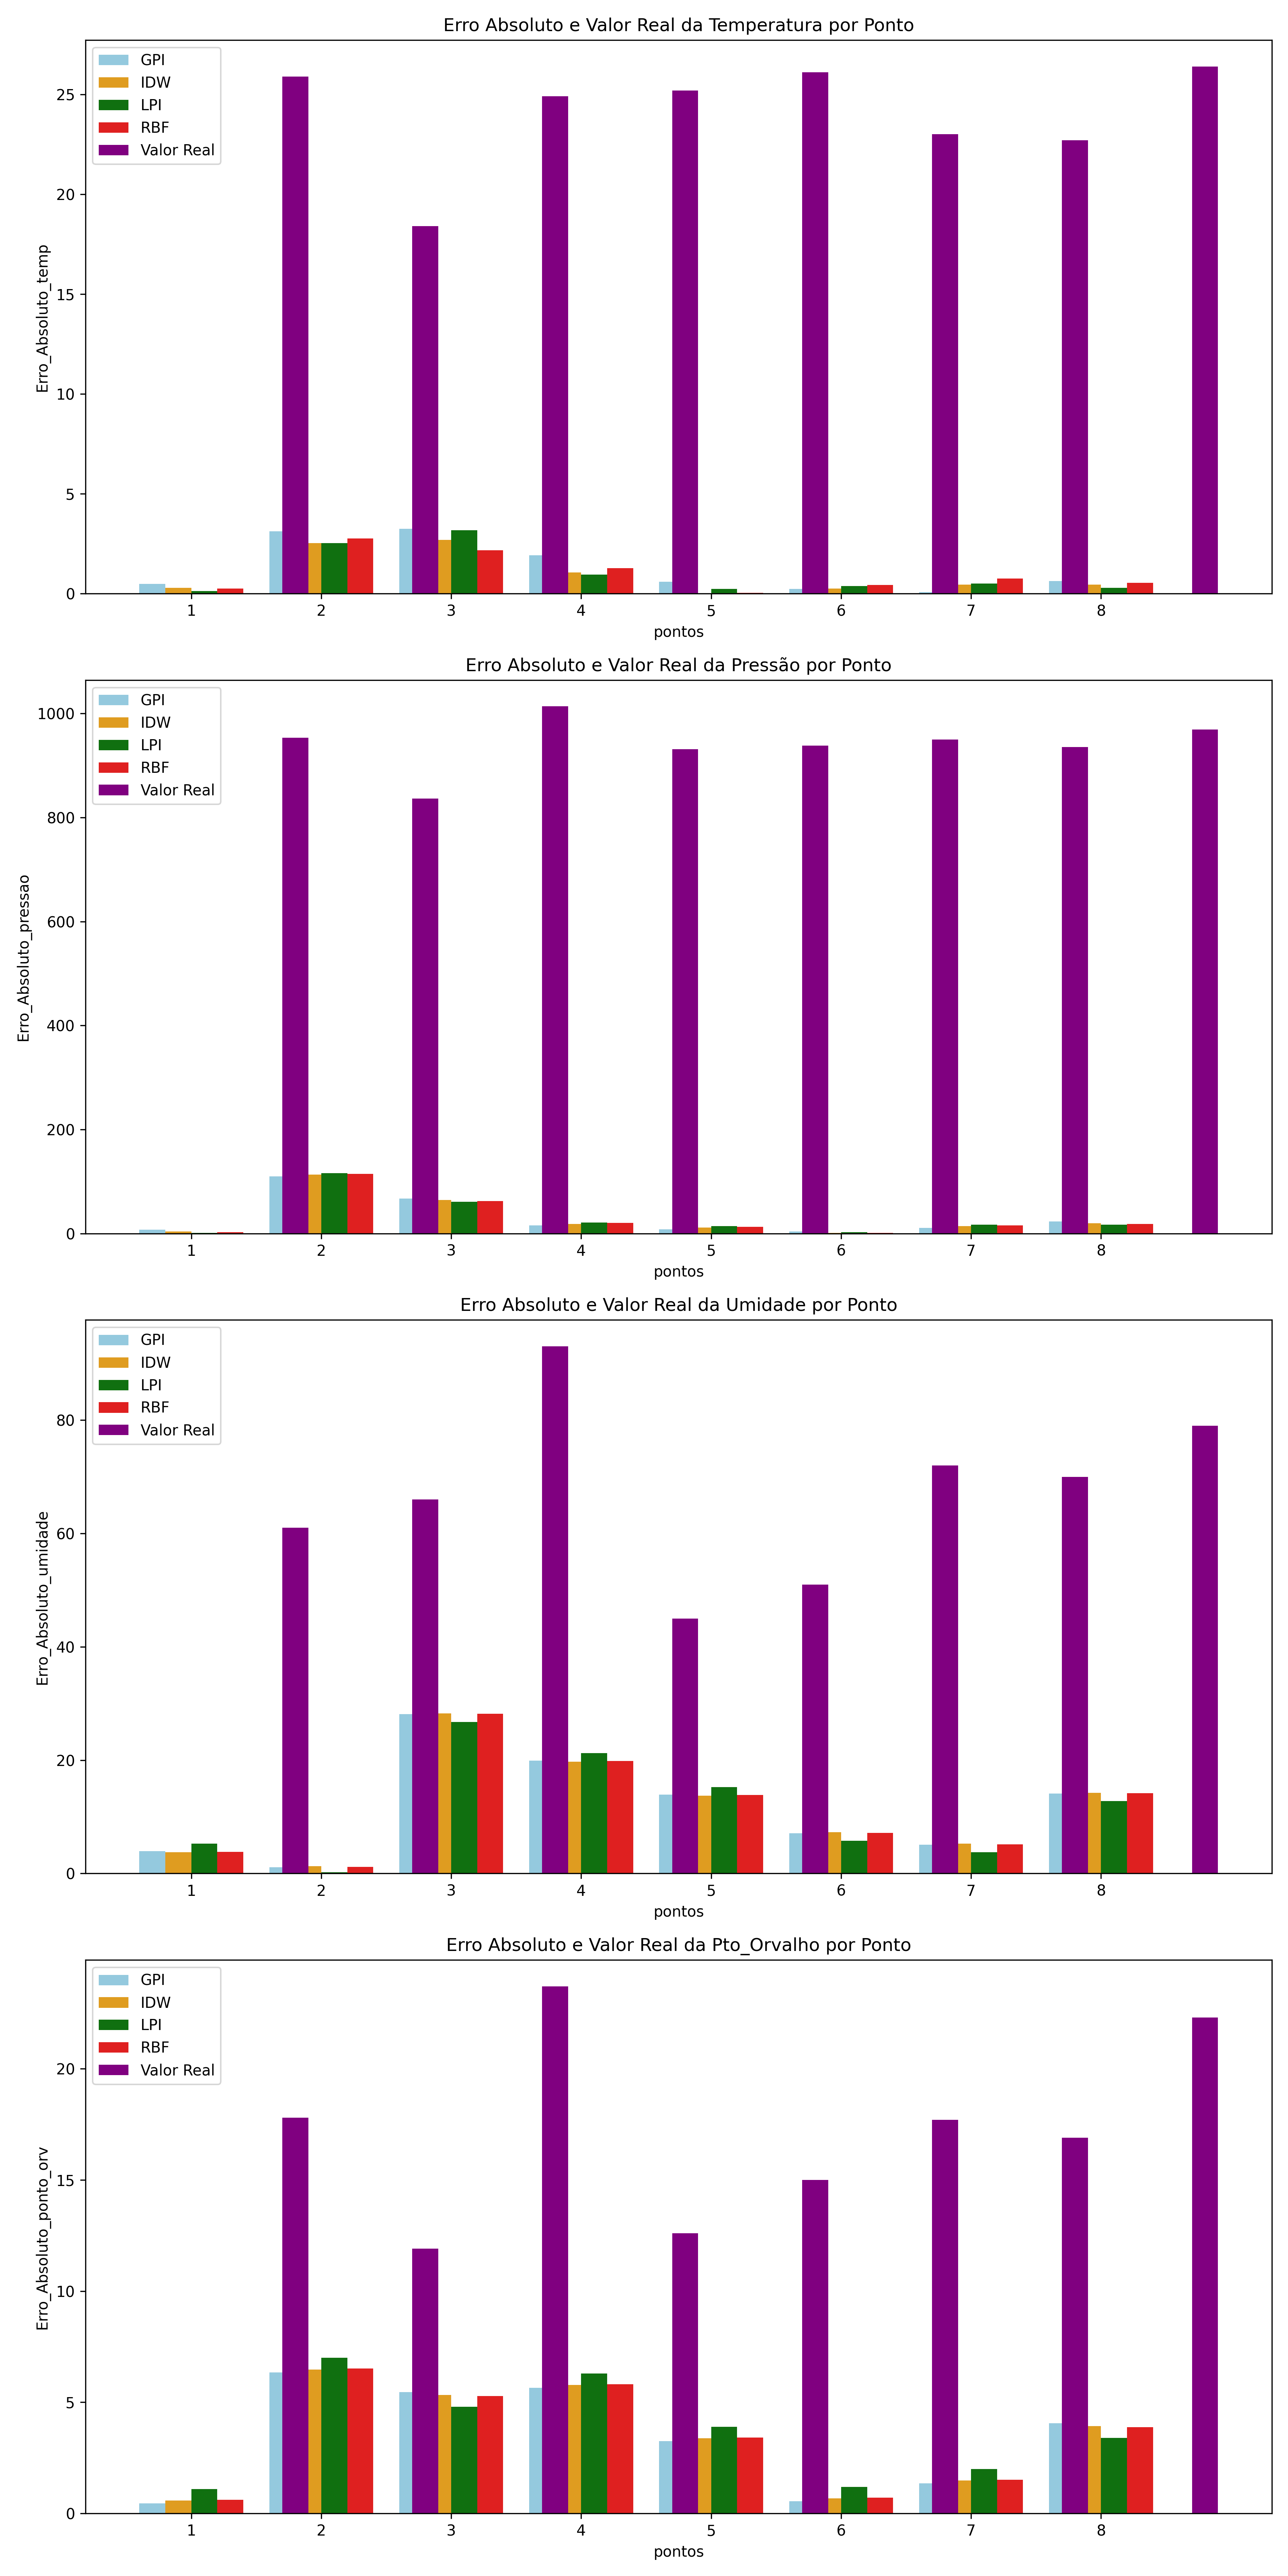 Erro Absoluto e Valor Real da Temperatura por Ponto
GPI
IDW
LPI
RBF
Valor Real
25
20
15
10
5
0
Erro_Absoluto_temp
1 2 3 4 5 6 7 8
pontos
Erro Absoluto e Valor Real da Pressão por Ponto
GPI
IDW
LPI
RBF
Valor Real
1000
800
600
400
200
0
Erro_Absoluto_pressao
1 2 3 4 5 6 7 8
pontos
Erro Absoluto e Valor Real da Umidade por Ponto
GPI
IDW
LPI
RBF
Valor Real
80
60
40
20
0
Erro_Absoluto_umidade
1 2 3 4 5 6 7 8
pontos
Erro Absoluto e Valor Real da Pto_Orvalho por Ponto
GPI
IDW
LPI
RBF
Valor Real
20
15
10
5
0
Erro_Absoluto_ponto_orv
1 2 3 4 5 6 7 8
pontos